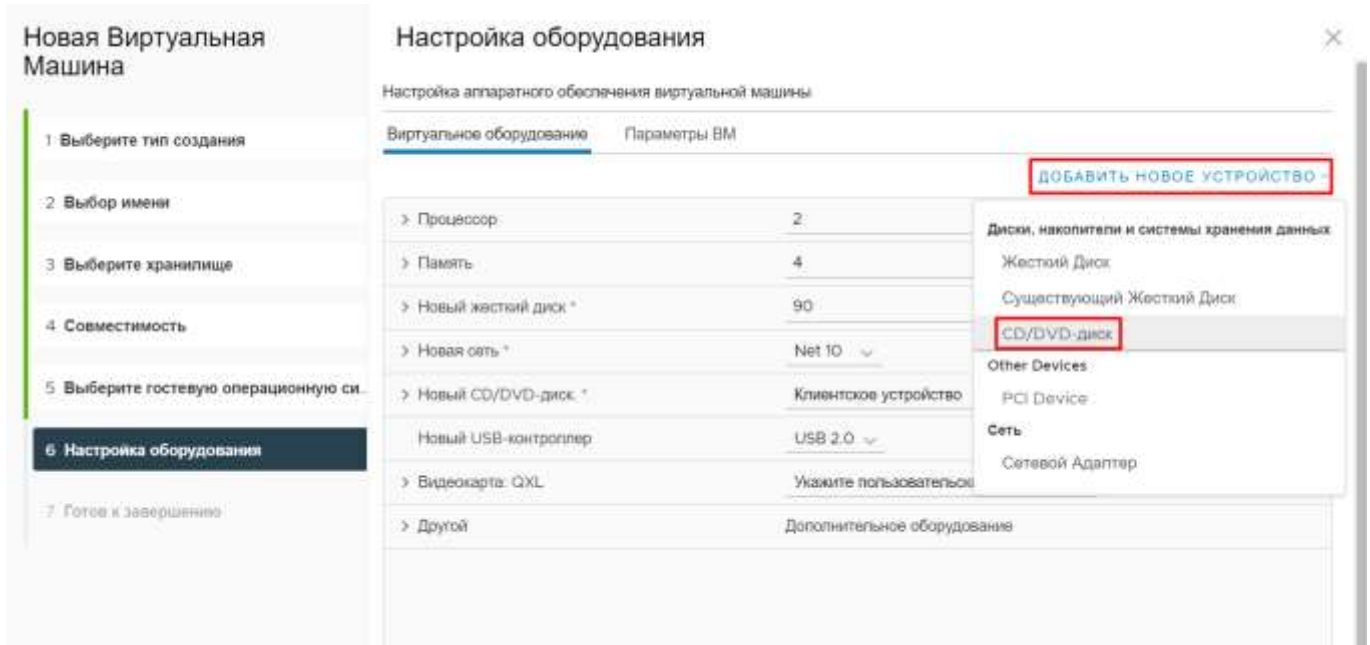 Новая Виртуальная
Машина
1 Выберите тип создания
2 Выбор имени
3 Выберите хранилище
4 Совместимость
5 Выберите гостевую операционную си..
6 Настройка оборудования
7 Готов к завершению
Настройка оборудования
Настройка аппаратного обеспечения виртуальной машины
Виртуальное оборудование Параметры ВМ
ДОБАВИТЬ НОВОЕ УСТРОЙСТВО
> Процессор 2
> Память 4
> Новый жесткий диск * 90
> Новая сеть * Net 10
> Новый CD/DVD-диск. * Клиентское устройство
Новый USB-контроллер USB 2.0
> Видеокарта: QXL Укажите пользовательск
> Другой Дополнительное оборудование
Диски, накопители и системы хранения данных
Жесткий Диск
Существующий Жесткий Диск
CD/DVD-диск
Other Devices
PCI Device
Сеть
Сетевой Адаптер